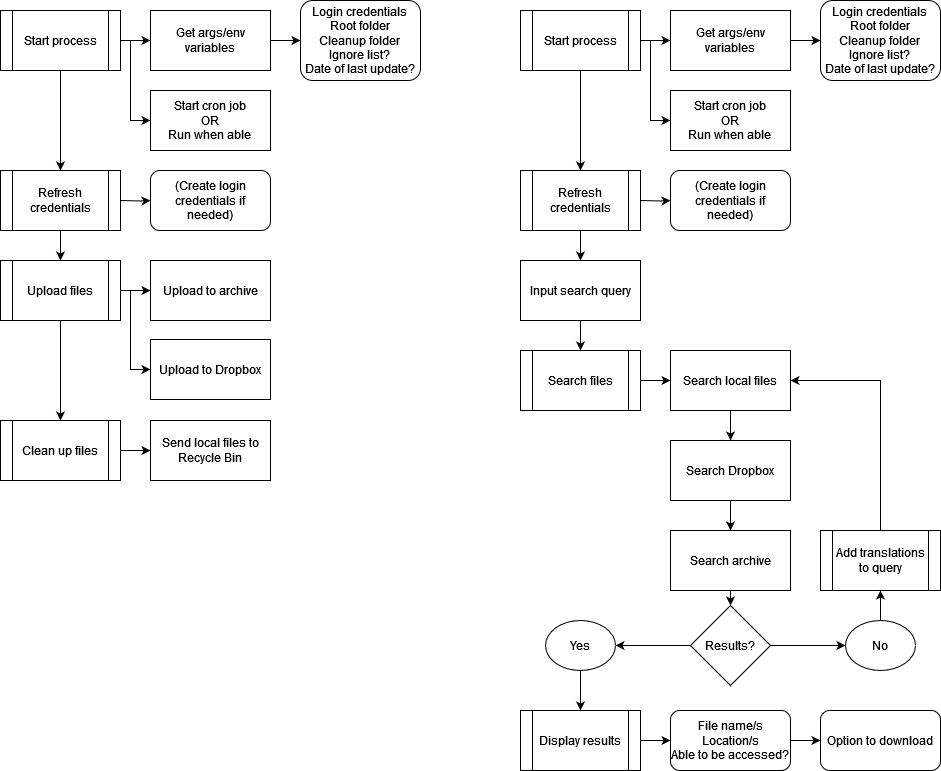 Start process
Get args/env
variables
Login credentials
Root folder
Cleanup folder
Ignore list?
Date of last update?
Start cron job
OR
Run when able
Refresh
credentials
(Create login
credentials if
needed)
Upload files
Upload to archive
Upload to Dropbox
Clean up files
Send local files to
Recycle Bin
Start process
Get args/env
variables
Login credentials
Root folder
Cleanup folder
Ignore list?
Date of last update?
Start cron job
OR
Run when able
Refresh
credentials
(Create login
credentials if
needed)
Input search query
Search files
Search local files
Search Dropbox
Search archive
Add translations
to query
Results?
Yes
No
Display results
File name/s
Location/s
Able to be accessed?
Option to download